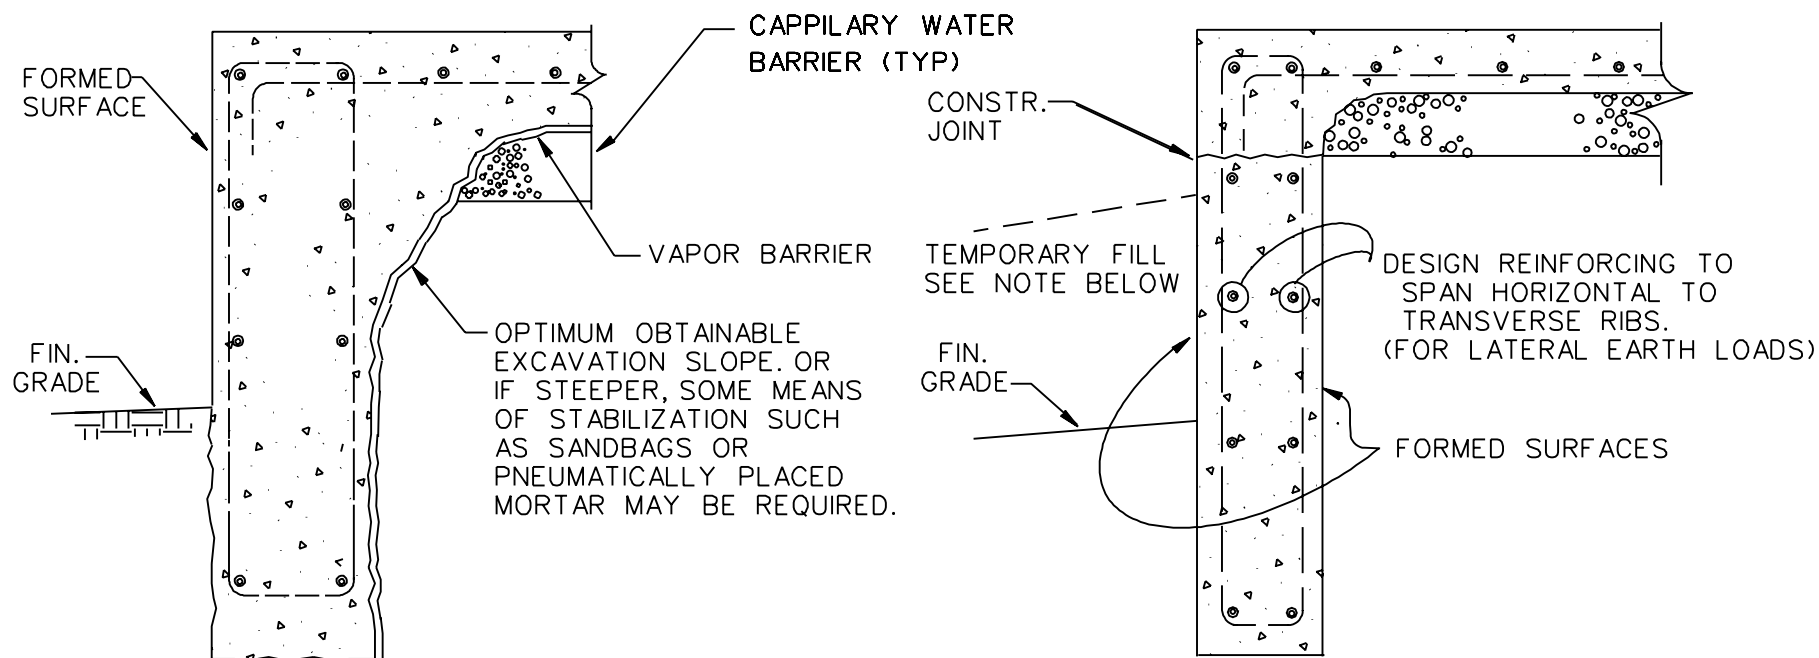 CAPPILARY WATER
BARRIER (TYP)
FORMED
SURFACE
VAPOR BARRIER
OPTIMUM OBTAINABLE
EXCAVATION SLOPE. OR
IF STEEPER, SOME MEANS
OF STABILIZATION SUCH
AS SANDBAGS OR
PNEUMATICALLY PLACED
MORTAR MAY BE REQUIRED.
FIN.
GRADE
CONSTR.
JOINT
TEMPORARY FILL
SEE NOTE BELOW
DESIGN REINFORCING TO
SPAN HORIZONTAL TO
TRANSVERSE RIBS.
(FOR LATERAL EARTH LOADS)
FIN.
GRADE
FORMED SURFACES